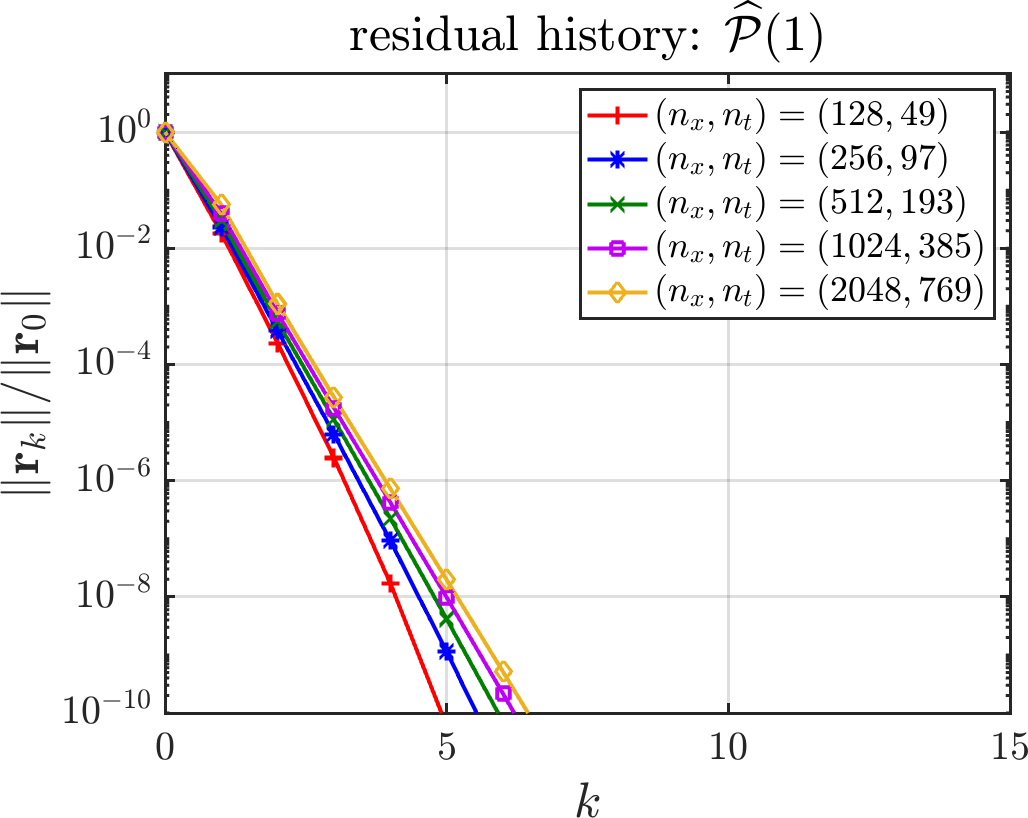 residual history: $\widehat{\mathcal{P}}(1)$
$(n_x, n_t) = (128, 49)$
$(n_x, n_t) = (256, 97)$
$(n_x, n_t) = (512, 193)$
$(n_x, n_t) = (1024, 385)$
$(n_x, n_t) = (2048, 769)$
$10^{0}$
$10^{-2}$
$10^{-4}$
$10^{-6}$
$10^{-8}$
$10^{-10}$
$\|\mathbf{r}_k\|/\|\mathbf{r}_0\|$
0 5 10 15
$k$